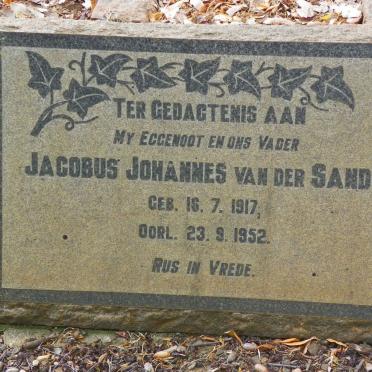 Ter Gedagtenis aan
My Eggenoot en ons Vader
Jacobus Johannes van der Sand
Geb. 16. 7. 1917,
Oorl. 23. 9. 1952.
Rus in Vrede.